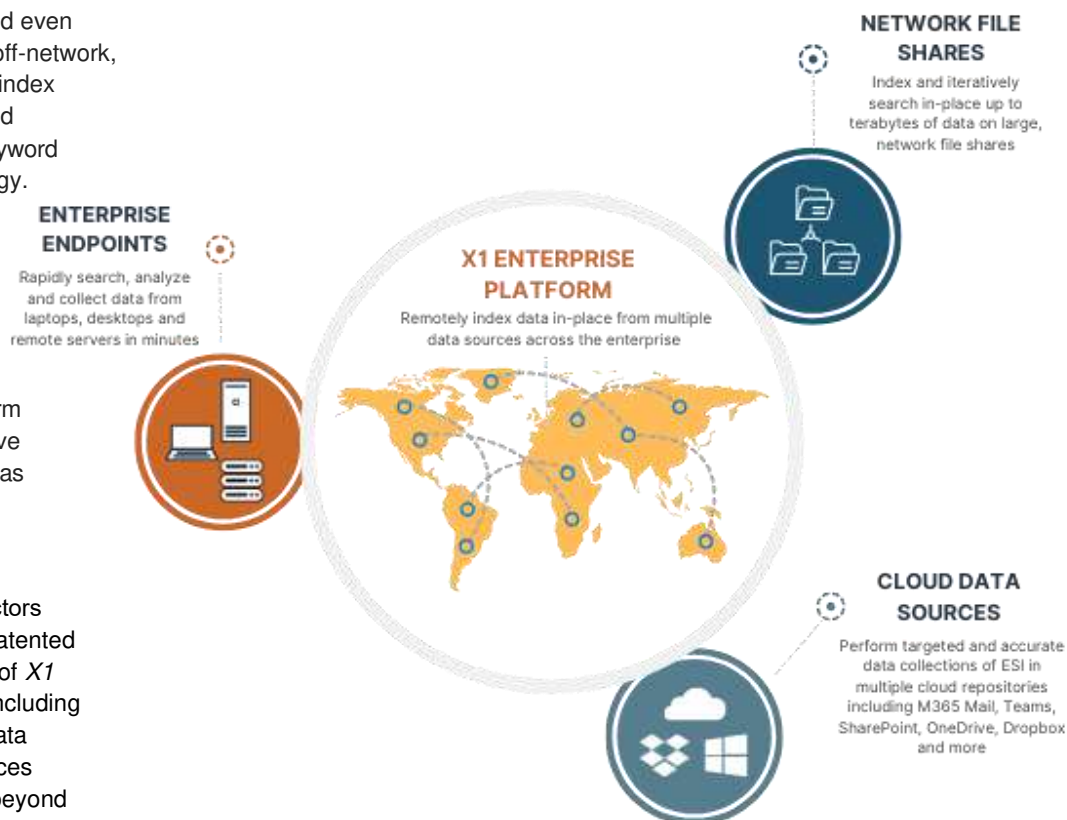 d even
off-network,
index
d
yword
gy.
rm
ve
as
ctors
atented
of X1
ncluding
ata
ces
beyond
NETWORK FILE
SHARES
Index and iteratively
search in-place up to
terabytes of data on large,
network file shares
ENTERPRISE
ENDPOINTS
Rapidly search, analyze
and collect data from
laptops, desktops and
remote servers in minutes
X1 ENTERPRISE
PLATFORM
Remotely index data in-place from multiple
data sources across the enterprise
CLOUD DATA
SOURCES
Perform targeted and accurate
data collections of ESI in
multiple cloud repositories
including M365 Mail, Teams,
SharePoint, OneDrive, Dropbox
and more